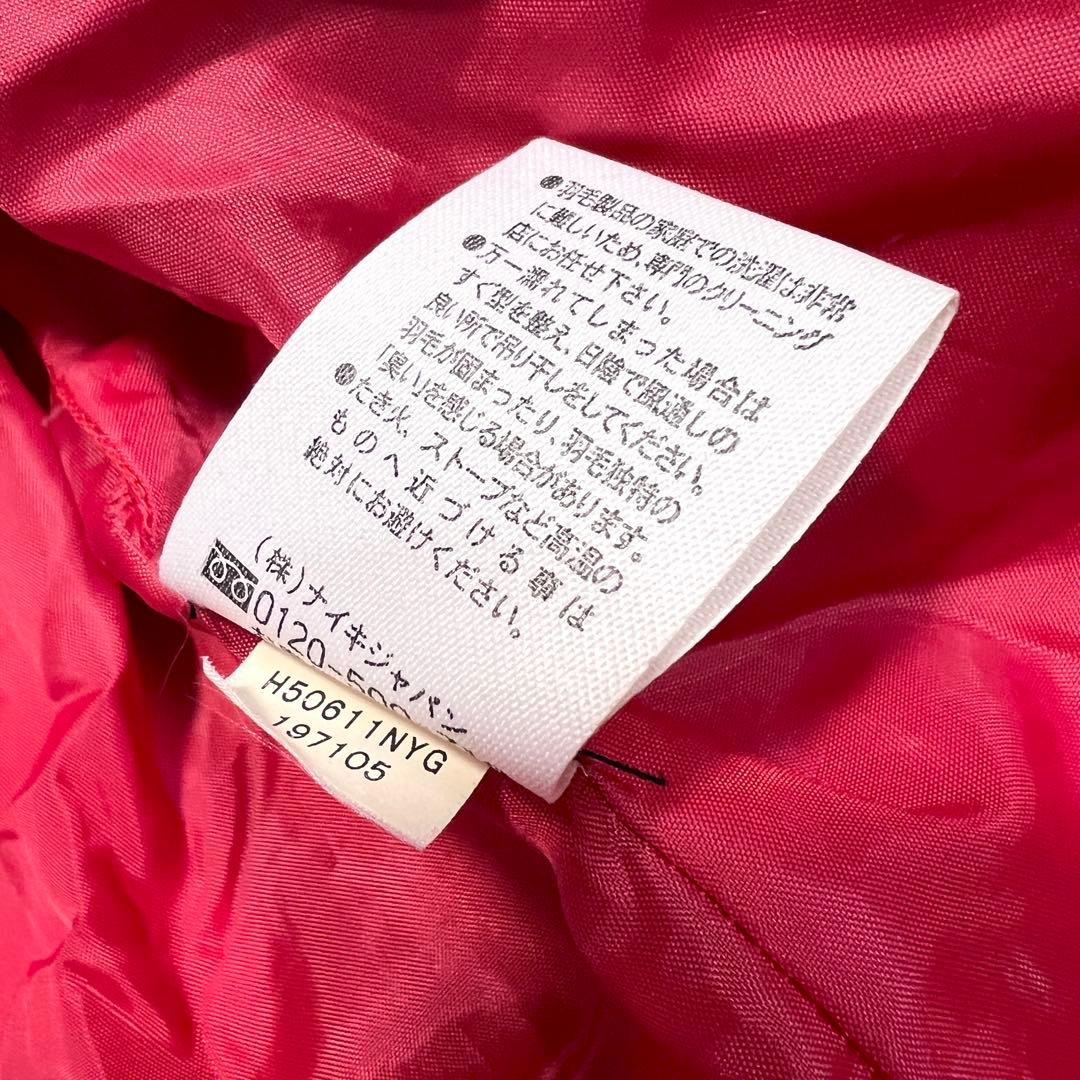 ●羽毛製品の家庭での洗濯は非常
に難しいため、専門のクリーニング
店にお任せ下さい。
●万一濡れてしまった場合は
すぐ型を整え、日陰で風通しの
良い所で吊り干しをしてください。
羽毛が固まったり、羽毛独特の
「臭い」を感じる場合があります。
●たき火、ストーブなど高温の
ものへ近づける事は
絶対にお避けください。
(株)ナイキジャパン
0120-500
H50611NYG
197105